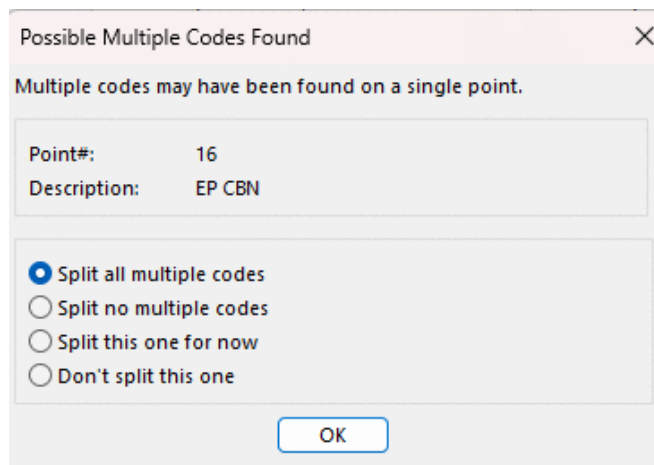 Possible Multiple Codes Found
Multiple codes may have been found on a single point.
Point#: 16
Description: EP CBN
Split all multiple codes
Split no multiple codes
Split this one for now
Don't split this one
OK